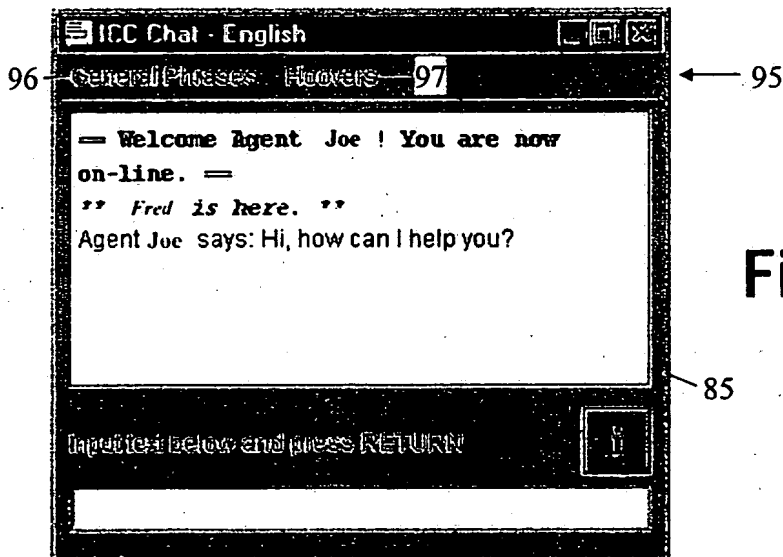 ICC Chat - English
96 General Phrases Hoovers 97 95
== Welcome Agent Joe ! You are now
on-line. ==
** Fred is here. **
Agent Joe says: Hi, how can I help you?
Fi
85
Input text below and press RETURN
i